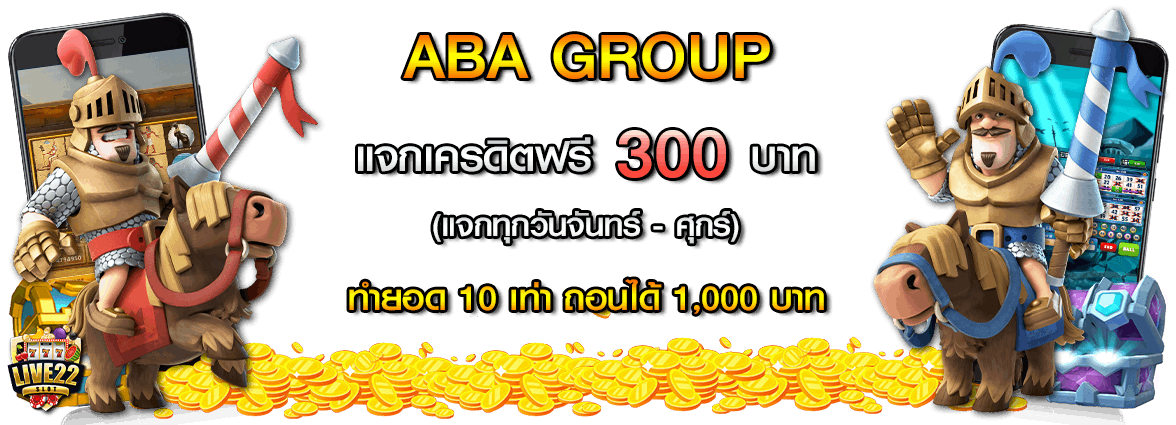 ABA GROUP
แจกเครดิตฟรี 300 บาท
(แจกทุกวันจันทร์ - ศุกร์)
ทำยอด 10 เท่า ถอนได้ 1,000 บาท
777
LIVE22
SLOT